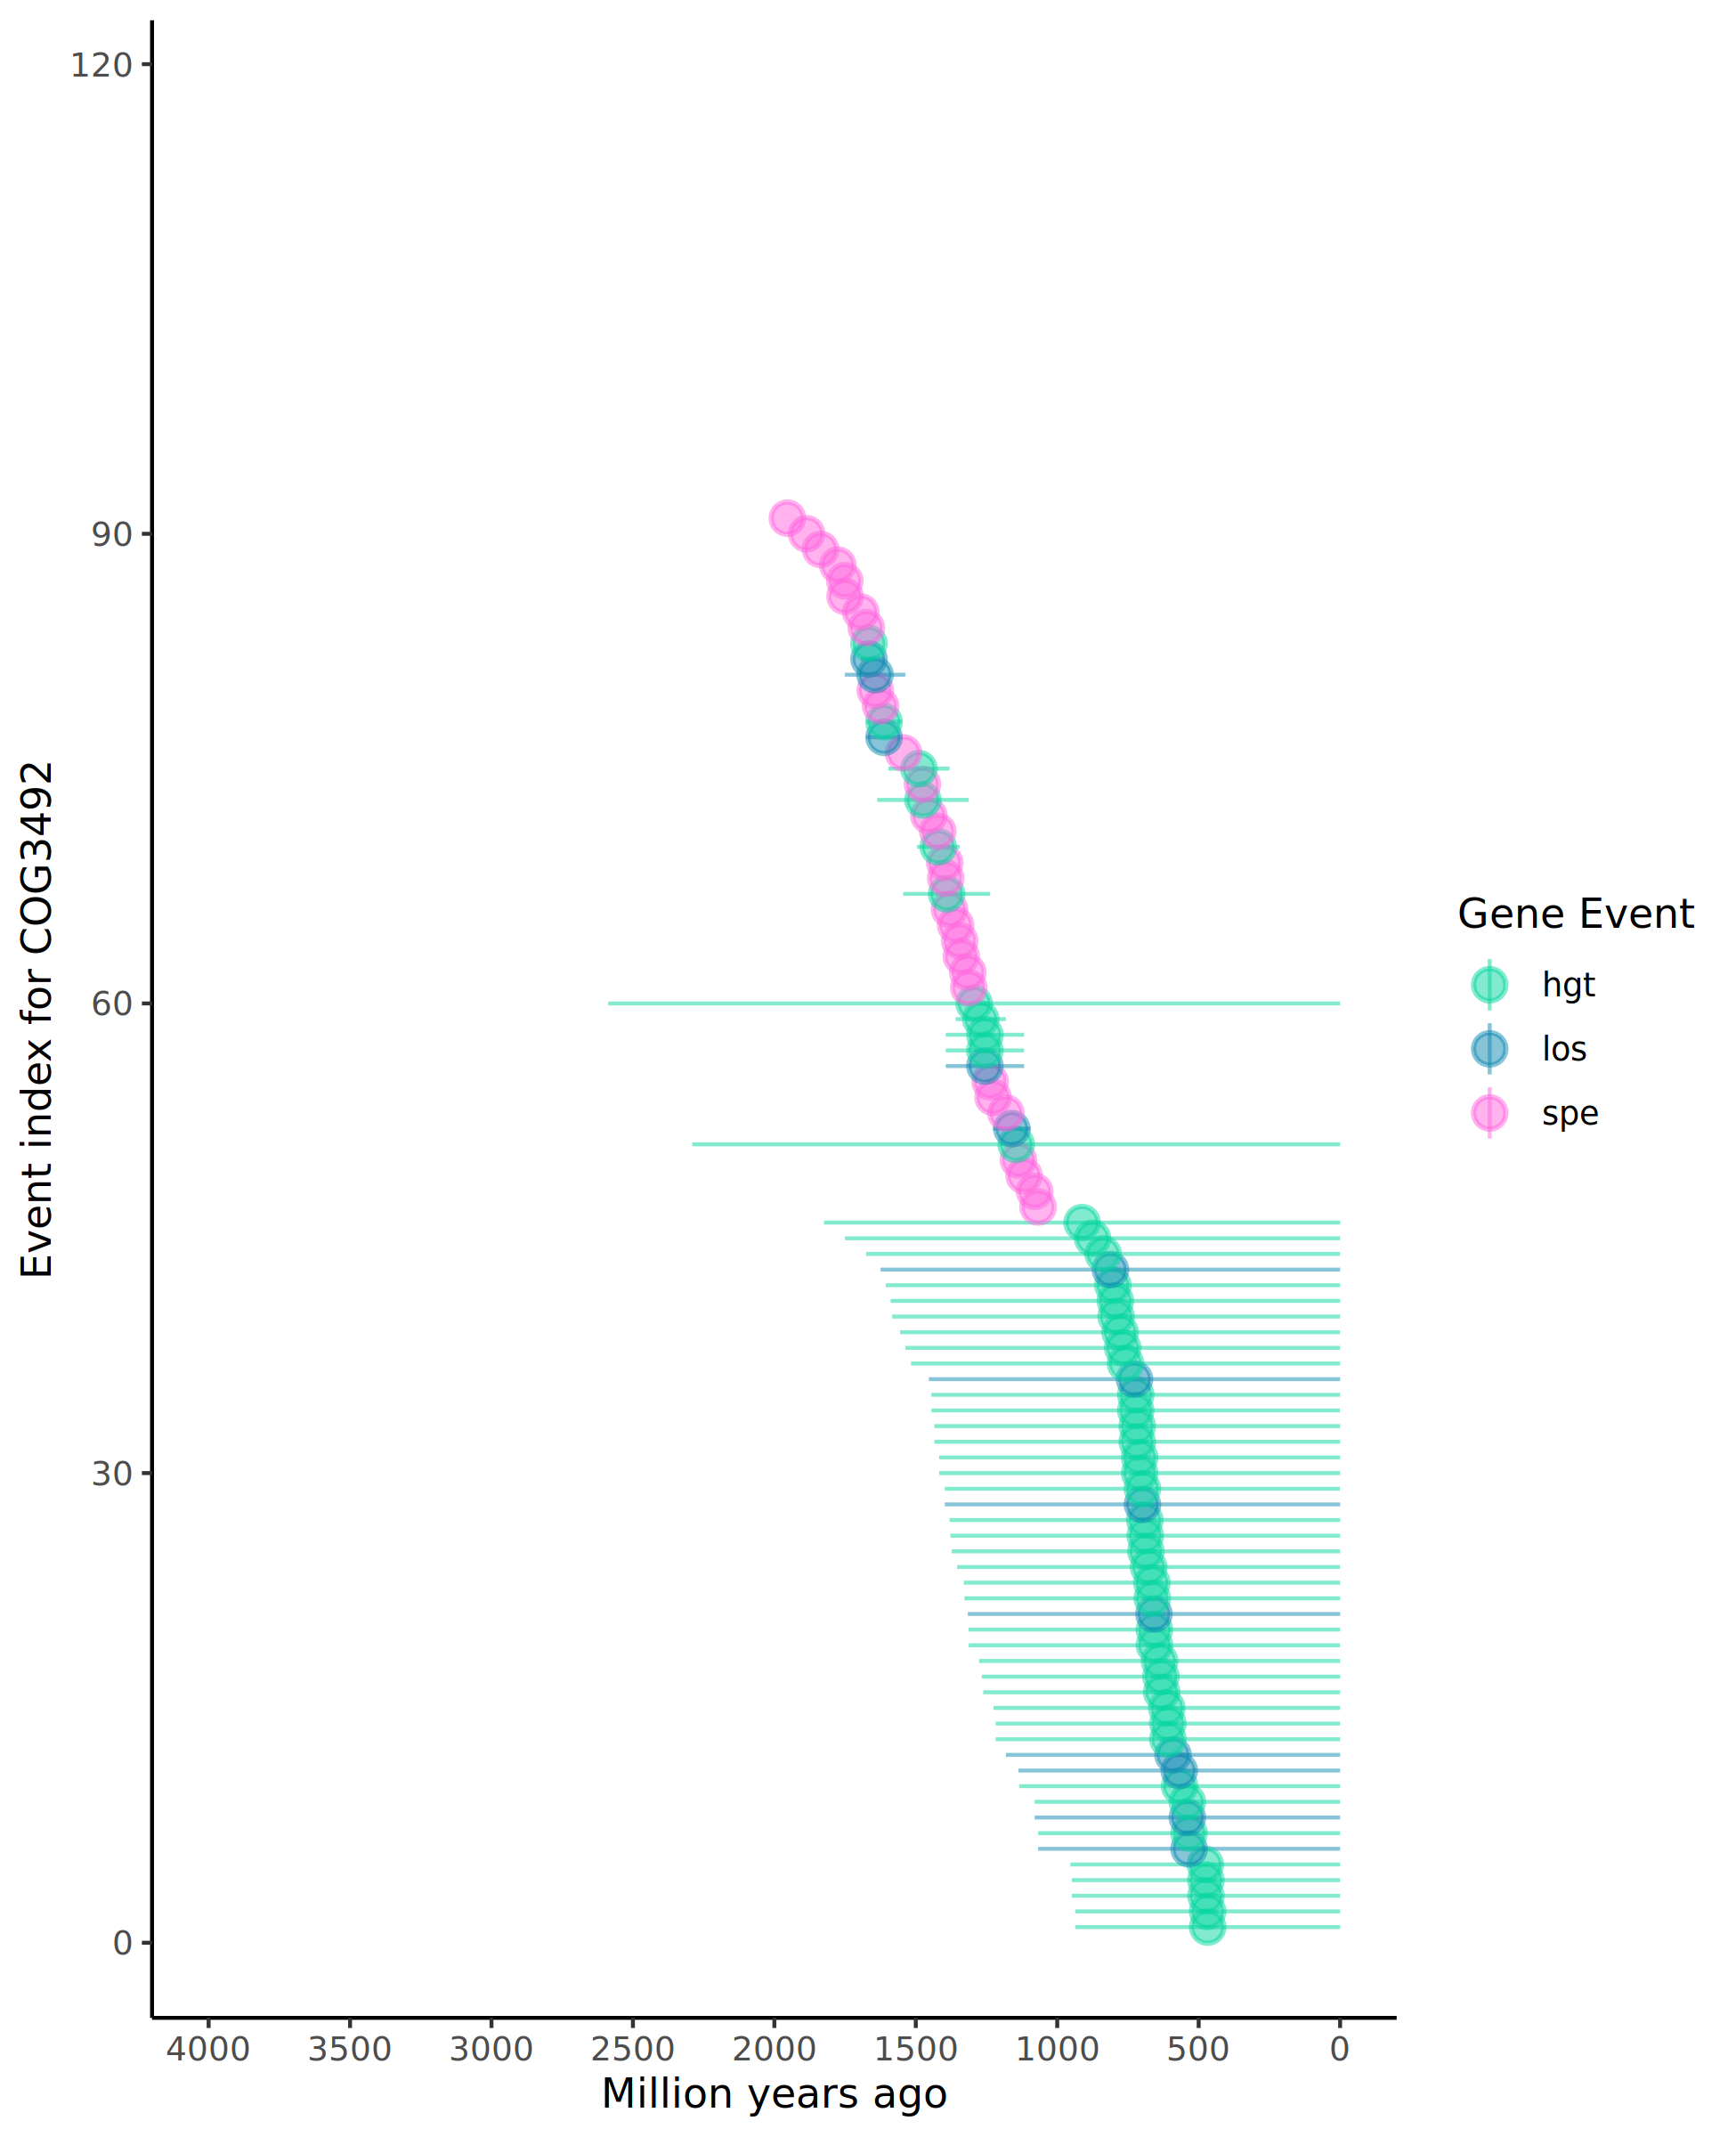 120
90
60
30
0
Event index for COG3492
4000 3500 3000 2500 2000 1500 1000 500 0
Million years ago
Gene Event
hgt
los
spe